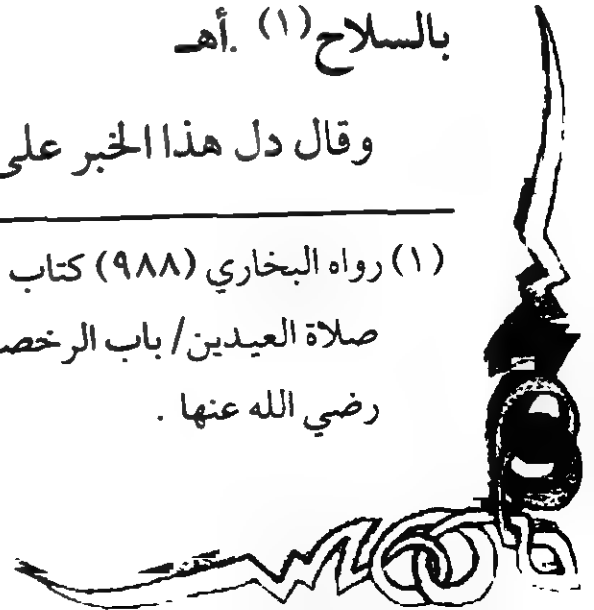 بالسلاح(١) .أهـ
وقال دل هذا الخبر على
(١) رواه البخاري (٩٨٨) كتاب
صلاة العيدين/ باب الرخصـ
رضي الله عنها .